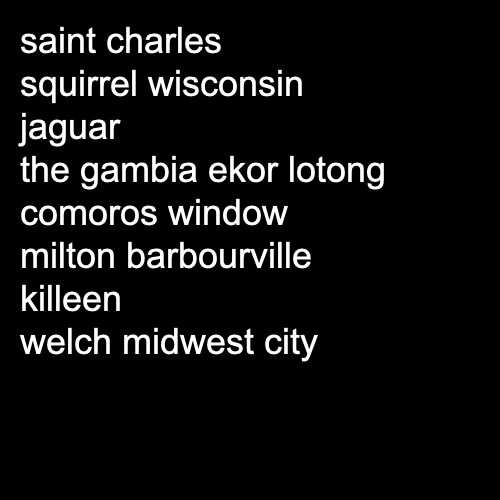 saint charles
squirrel wisconsin
jaguar
the gambia ekor lotong
comoros window
milton barbourville
killeen
welch midwest city